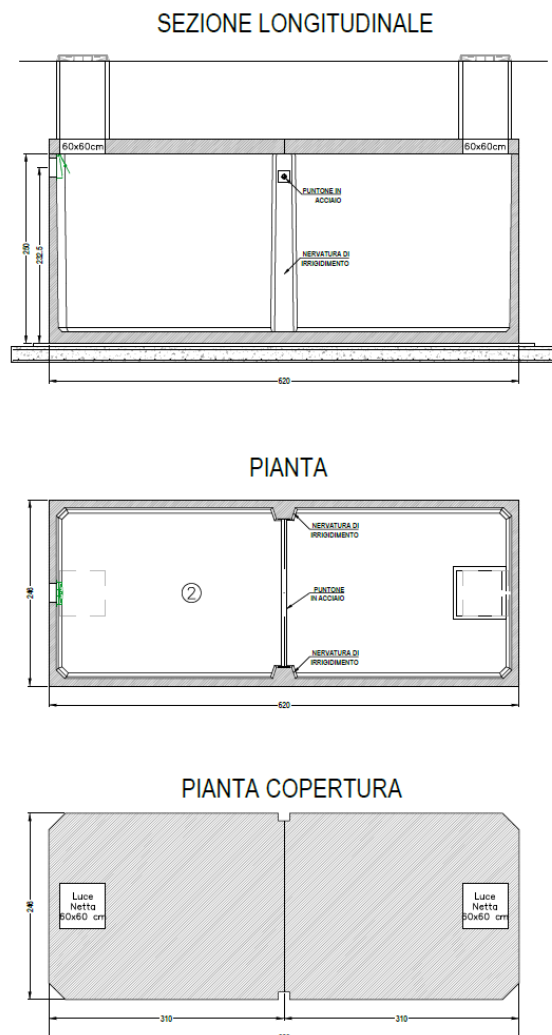 SEZIONE LONGITUDINALE
60x60cm
60x60cm
PUNTONE IN
ACCIAIO
NERVATURA DI
IRRIGIDIMENTO
250
232.5
620
PIANTA
NERVATURA DI
IRRIGIDIMENTO
2
PUNTONE
IN ACCIAIO
246
NERVATURA DI
IRRIGIDIMENTO
620
PIANTA COPERTURA
Luce
Netta
60x60 cm
Luce
Netta
60x60 cm
246
310
310